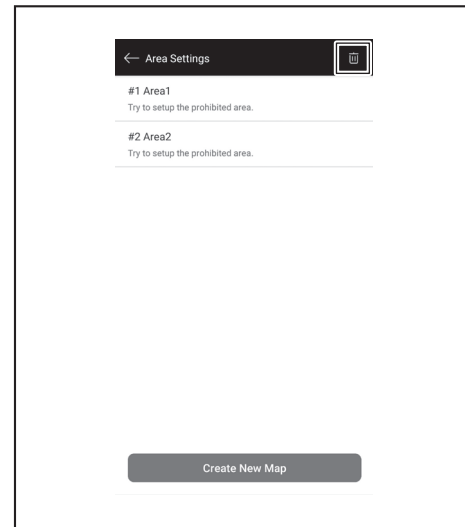 Area Settings
#1 Area1
Try to setup the prohibited area.
#2 Area2
Try to setup the prohibited area.
Create New Map